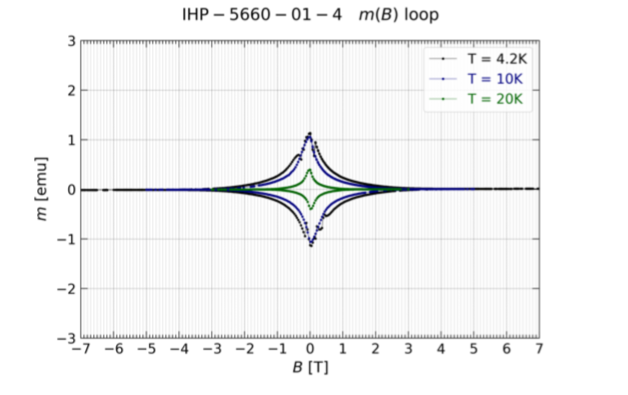 IHP − 5660 − 01 − 4   m(B) loop
3
2
1
0
−1
−2
−3
m [emu]
T = 4.2K
T = 10K
T = 20K
−7 −6 −5 −4 −3 −2 −1 0 1 2 3 4 5 6 7
B [T]